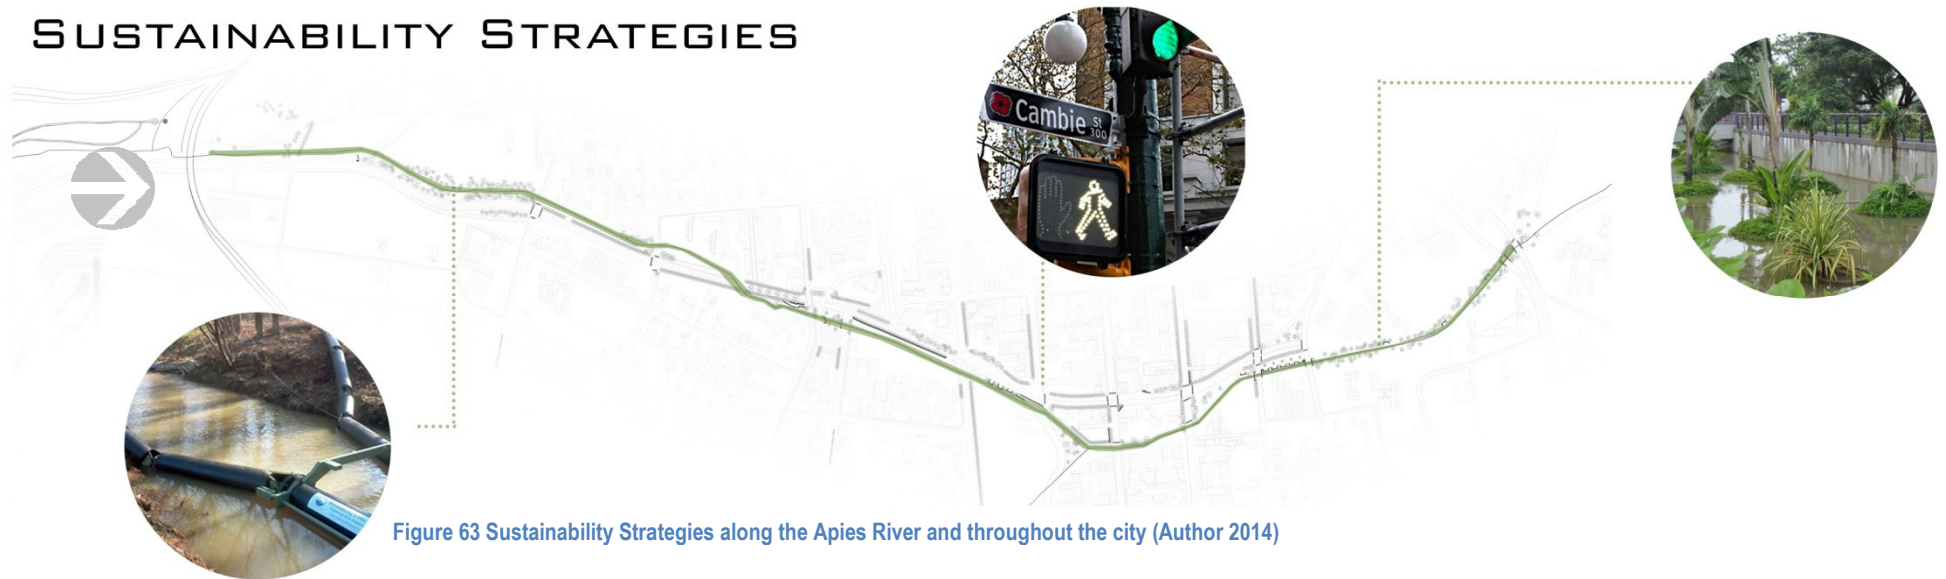 SUSTAINABILITY STRATEGIES
Cambie St
300
Figure 63 Sustainability Strategies along the Apies River and throughout the city (Author 2014)